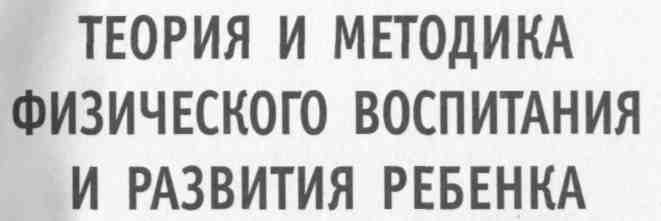 ТЕОРИЯ И МЕТОДИКА
ФИЗИЧЕСКОГО ВОСПИТАНИЯ
И РАЗВИТИЯ РЕБЕНКА